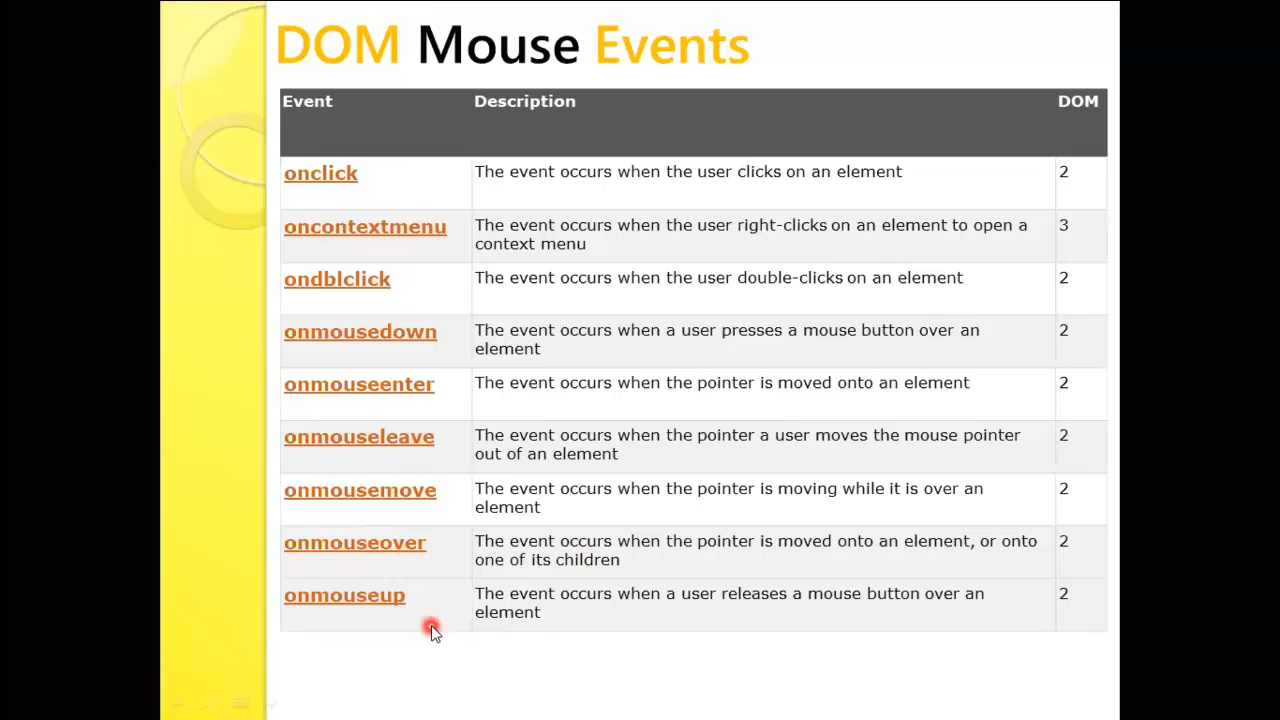 DOM Mouse Events
Event Description DOM
onclick The event occurs when the user clicks on an element 2
oncontextmenu The event occurs when the user right-clicks on an element to open a 3
context menu
ondblclick The event occurs when the user double-clicks on an element 2
onmousedown The event occurs when a user presses a mouse button over an 2
element
onmouseenter The event occurs when the pointer is moved onto an element 2
onmouseleave The event occurs when the pointer a user moves the mouse pointer 2
out of an element
onmousemove The event occurs when the pointer is moving while it is over an 2
element
onmouseover The event occurs when the pointer is moved onto an element, or onto 2
one of its children
onmouseup The event occurs when a user releases a mouse button over an 2
element